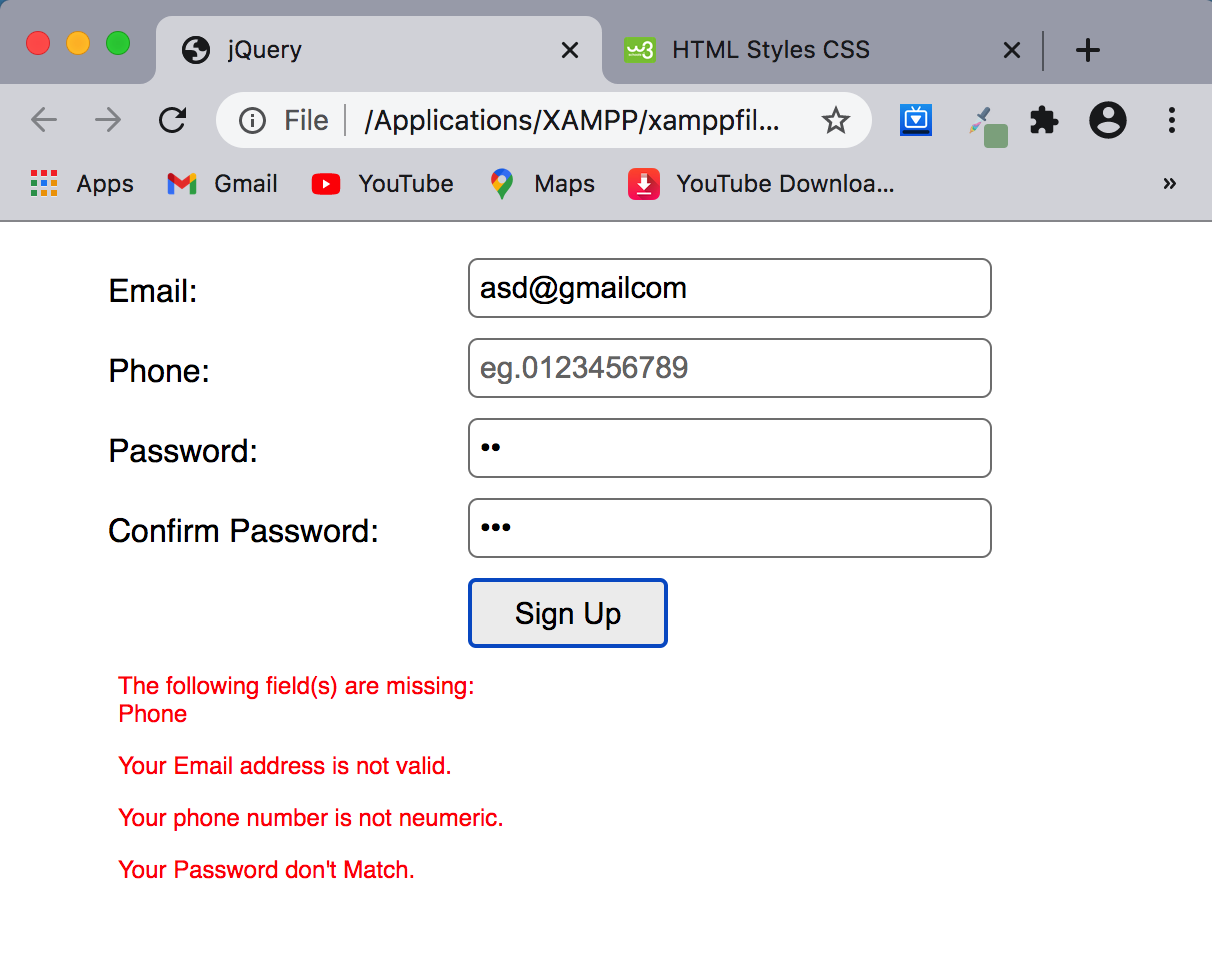 jQuery
HTML Styles CSS
File
/Applications/XAMPP/xamppfil...
Apps
Gmail
YouTube
Maps
YouTube Downloa...
»
Email:
asd@gmailcom
Phone:
eg.0123456789
Password:
••
Confirm Password:
•••
Sign Up
The following field(s) are missing:
Phone
Your Email address is not valid.
Your phone number is not neumeric.
Your Password don't Match.